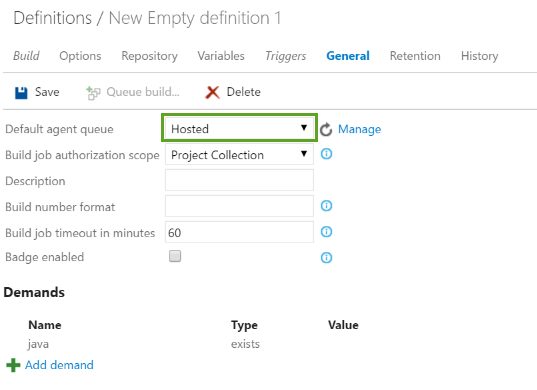 Definitions / New Empty definition 1
Build Options Repository Variables Triggers General Retention History
Save Queue build... Delete
Default agent queue Hosted Manage
Build job authorization scope Project Collection
Description
Build number format
Build job timeout in minutes 60
Badge enabled
Demands
Name Type Value
java exists
Add demand